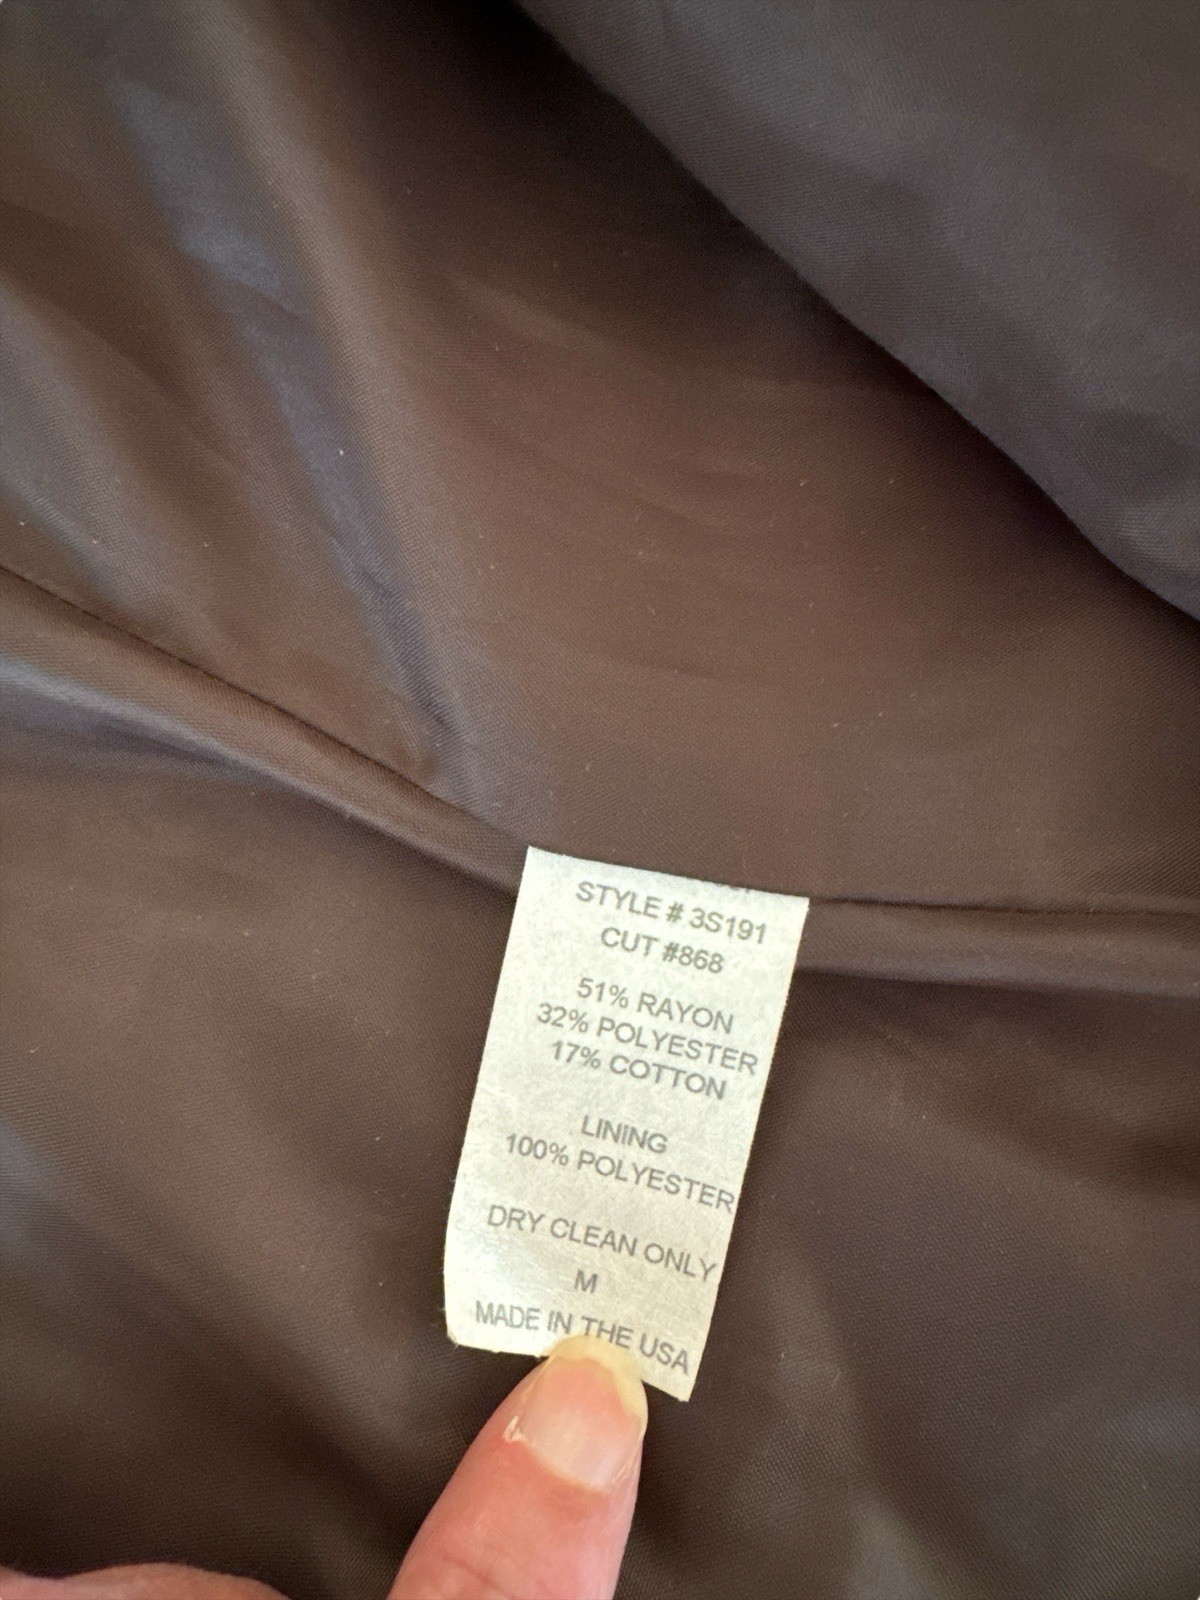 STYLE # 3S191
CUT #868
51% RAYON
32% POLYESTER
17% COTTON
LINING
100% POLYESTER
DRY CLEAN ONLY
M
MADE IN THE USA